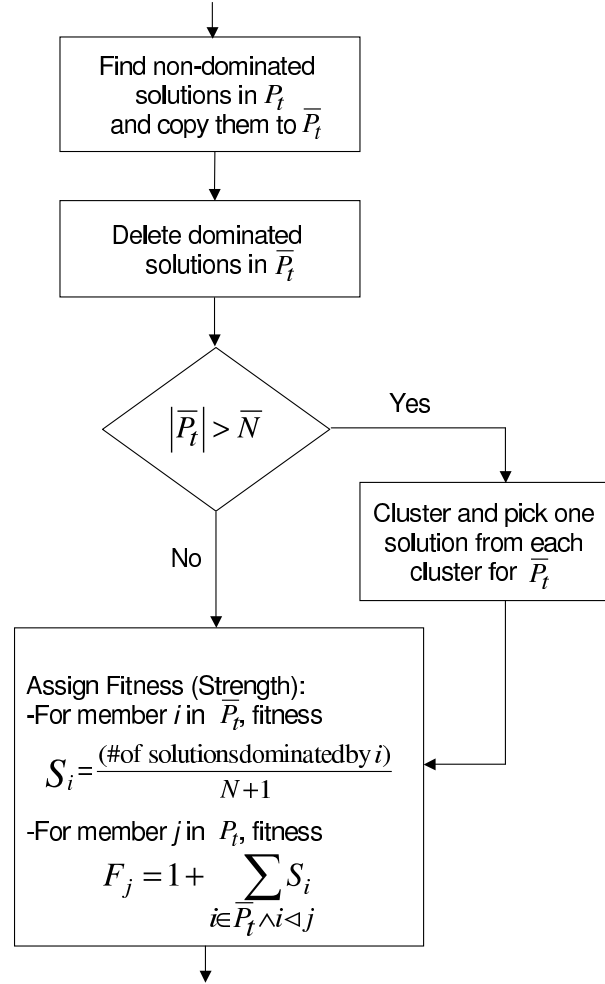 Find non-dominated
solutions in P_t
and copy them to P̅_t
Delete dominated
solutions in P̅_t
|P̅_t| > N̅
Yes
Cluster and pick one
solution from each
cluster for P̅_t
No
Assign Fitness (Strength):
-For member i in P̅_t, fitness
S_i = (#of solutionsdominatedby i) / N+1
-For member j in P_t, fitness
F_j = 1 + ∑ S_i
i∈P̅_t ∧ i ◁ j